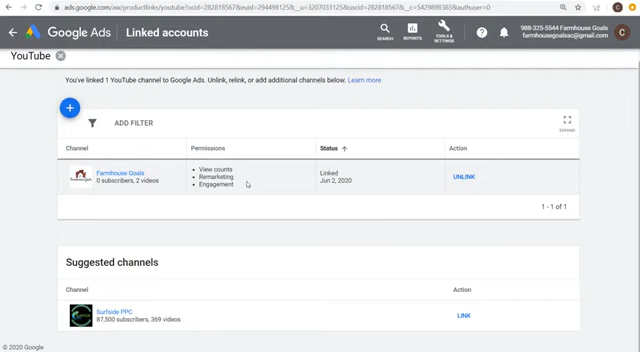 ads.google.com/aw/productlinks/youtube?ocid=282818567&euid=294498125&__u=3207033125&uscid=282818567&__c=5429898383&authuser=0
Google Ads
Linked accounts
SEARCH
REPORTS
TOOLS & SETTINGS
988-325-5544 Farmhouse Goals
farmhousegoalsac@gmail.com
C
C
YouTube
You've linked 1 YouTube channel to Google Ads. Unlink, relink, or add additional channels below. Learn more
ADD FILTER
EXPAND
Channel Permissions Status Action
Farmhouse Goals
0 subscribers, 2 videos
View counts
Remarketing
Engagement
Linked
Jun 2, 2020
UNLINK
1 - 1 of 1
Suggested channels
Channel Action
Surfside PPC
87,500 subscribers, 369 videos
LINK
© 2020 Google